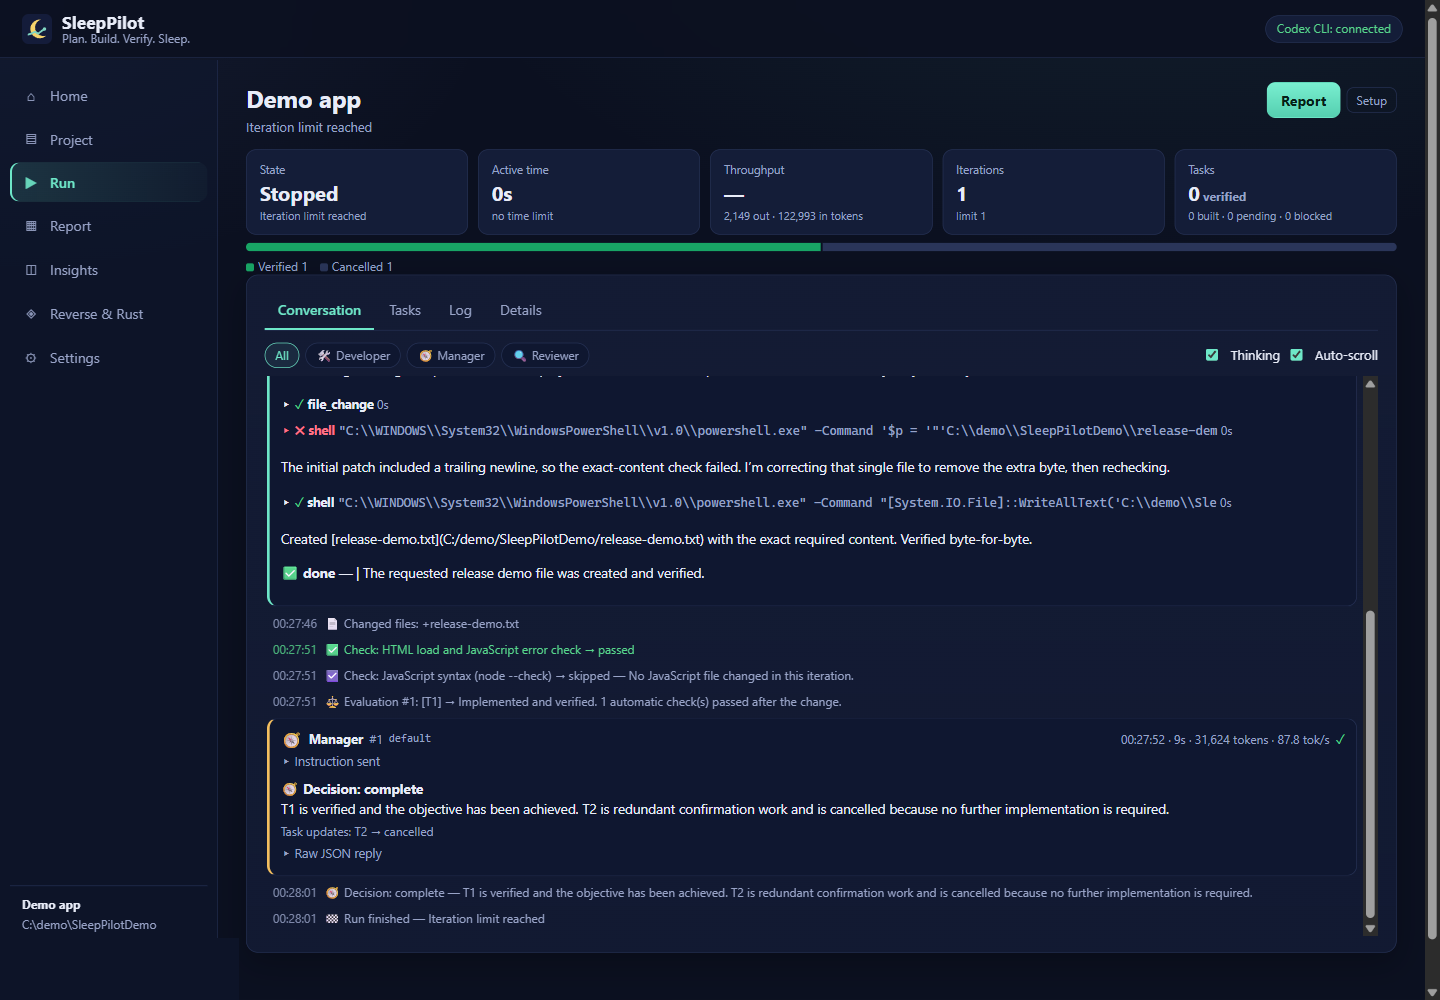 SleepPilot
Plan. Build. Verify. Sleep.
Codex CLI: connected
Home
Project
Run
Report
Insights
Reverse & Rust
Settings
Demo app
C:\demo\SleepPilotDemo
Demo app
Iteration limit reached
Report
Setup
State
Stopped
Iteration limit reached
Active time
0s
no time limit
Throughput
—
2,149 out · 122,993 in tokens
Iterations
1
limit 1
Tasks
0 verified
0 built · 0 pending · 0 blocked
Verified 1 Cancelled 1
Conversation Tasks Log Details
All Developer Manager Reviewer
Thinking Auto-scroll
▸ ✓ file_change 0s
▸ ✕ shell "C:\\WINDOWS\\System32\\WindowsPowerShell\\v1.0\\powershell.exe" -Command '$p = '"'C:\\demo\\SleepPilotDemo\\release-dem 0s
The initial patch included a trailing newline, so the exact-content check failed. I'm correcting that single file to remove the extra byte, then rechecking.
▸ ✓ shell "C:\\WINDOWS\\System32\\WindowsPowerShell\\v1.0\\powershell.exe" -Command "[System.IO.File]::WriteAllText('C:\\demo\\Sle 0s
Created [release-demo.txt](C:/demo/SleepPilotDemo/release-demo.txt) with the exact required content. Verified byte-for-byte.
✅ done — | The requested release demo file was created and verified.
00:27:46 Changed files: +release-demo.txt
00:27:51 Check: HTML load and JavaScript error check → passed
00:27:51 Check: JavaScript syntax (node --check) → skipped — No JavaScript file changed in this iteration.
00:27:51 Evaluation #1: [T1] → Implemented and verified. 1 automatic check(s) passed after the change.
Manager #1 default
00:27:52 · 9s · 31,624 tokens · 87.8 tok/s ✓
▸ Instruction sent
Decision: complete
T1 is verified and the objective has been achieved. T2 is redundant confirmation work and is cancelled because no further implementation is required.
Task updates: T2 → cancelled
▸ Raw JSON reply
00:28:01 Decision: complete — T1 is verified and the objective has been achieved. T2 is redundant confirmation work and is cancelled because no further implementation is required.
00:28:01 Run finished — Iteration limit reached